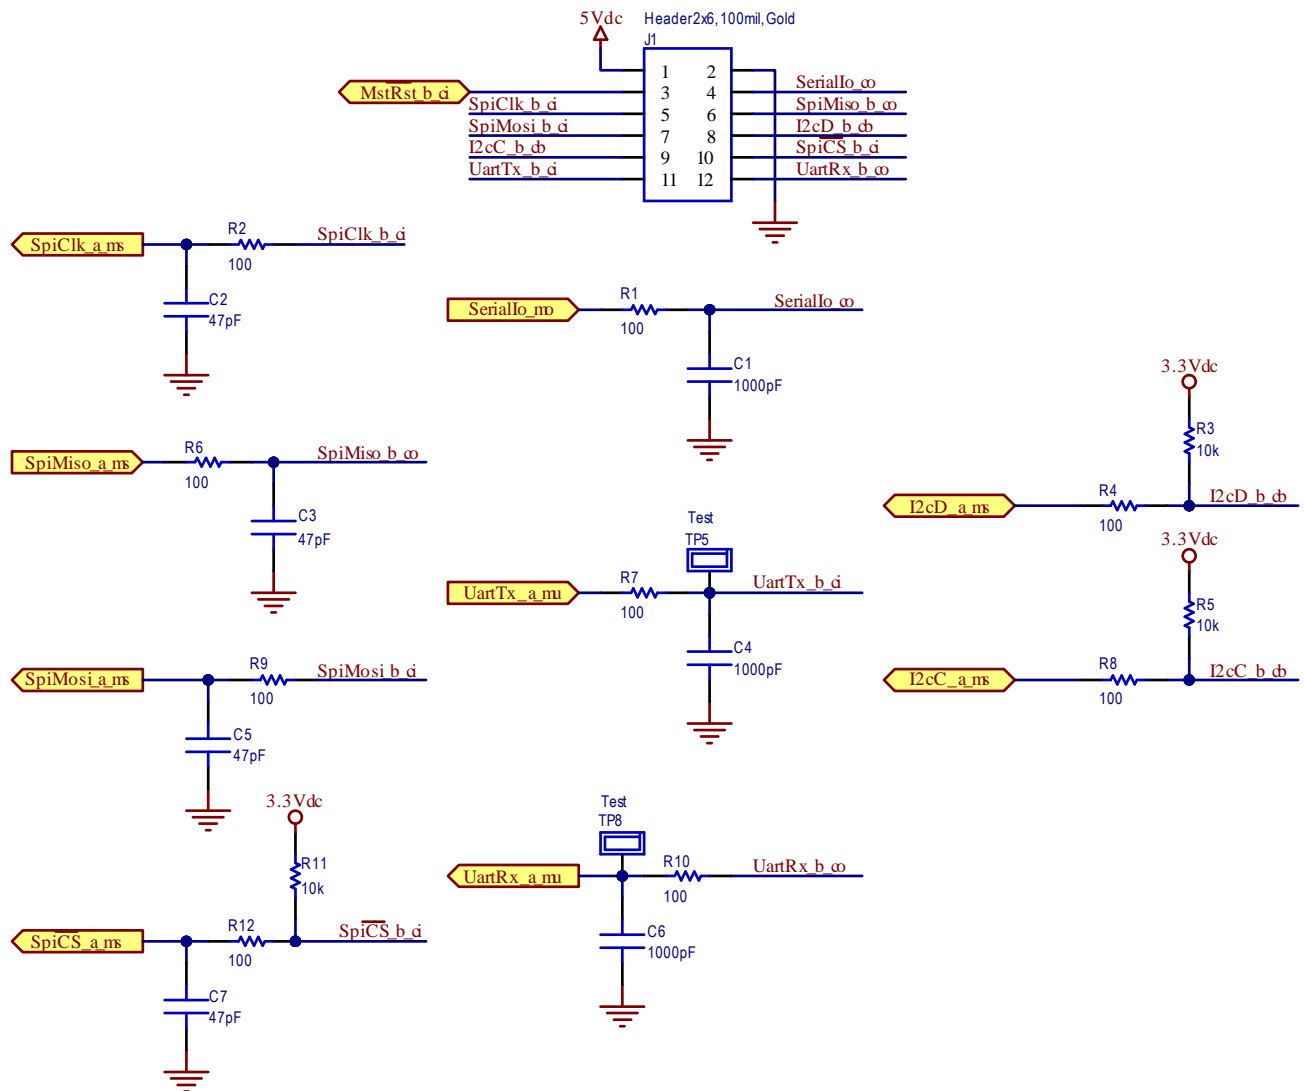 5Vdc
Header2x6,100mil,Gold
J1
MstRst_b_ci
SpiClk_b_ci
SpiMosi_b_ci
I2cC_b_cb
UartTx_b_ci
1 2
3 4
5 6
7 8
9 10
11 12
SerialIo_co
SpiMiso_b_co
I2cD_b_cb
SpiCS_b_ci
UartRx_b_co
SpiClk_a_ms
R2
100
SpiClk_b_ci
C2
47pF
SerialIo_mo
R1
100
SerialIo_co
C1
1000pF
3.3Vdc
R3
10k
SpiMiso_a_ms
R6
100
SpiMiso_b_co
C3
47pF
I2cD_a_ms
R4
100
I2cD_b_cb
Test
TP5
UartTx_a_mu
R7
100
UartTx_b_ci
C4
1000pF
3.3Vdc
R5
10k
I2cC_a_ms
R8
100
I2cC_b_cb
SpiMosi_a_ms
R9
100
SpiMosi_b_ci
C5
47pF
3.3Vdc
R11
10k
SpiCS_a_ms
R12
100
SpiCS_b_ci
C7
47pF
Test
TP8
UartRx_a_mu
R10
100
UartRx_b_co
C6
1000pF